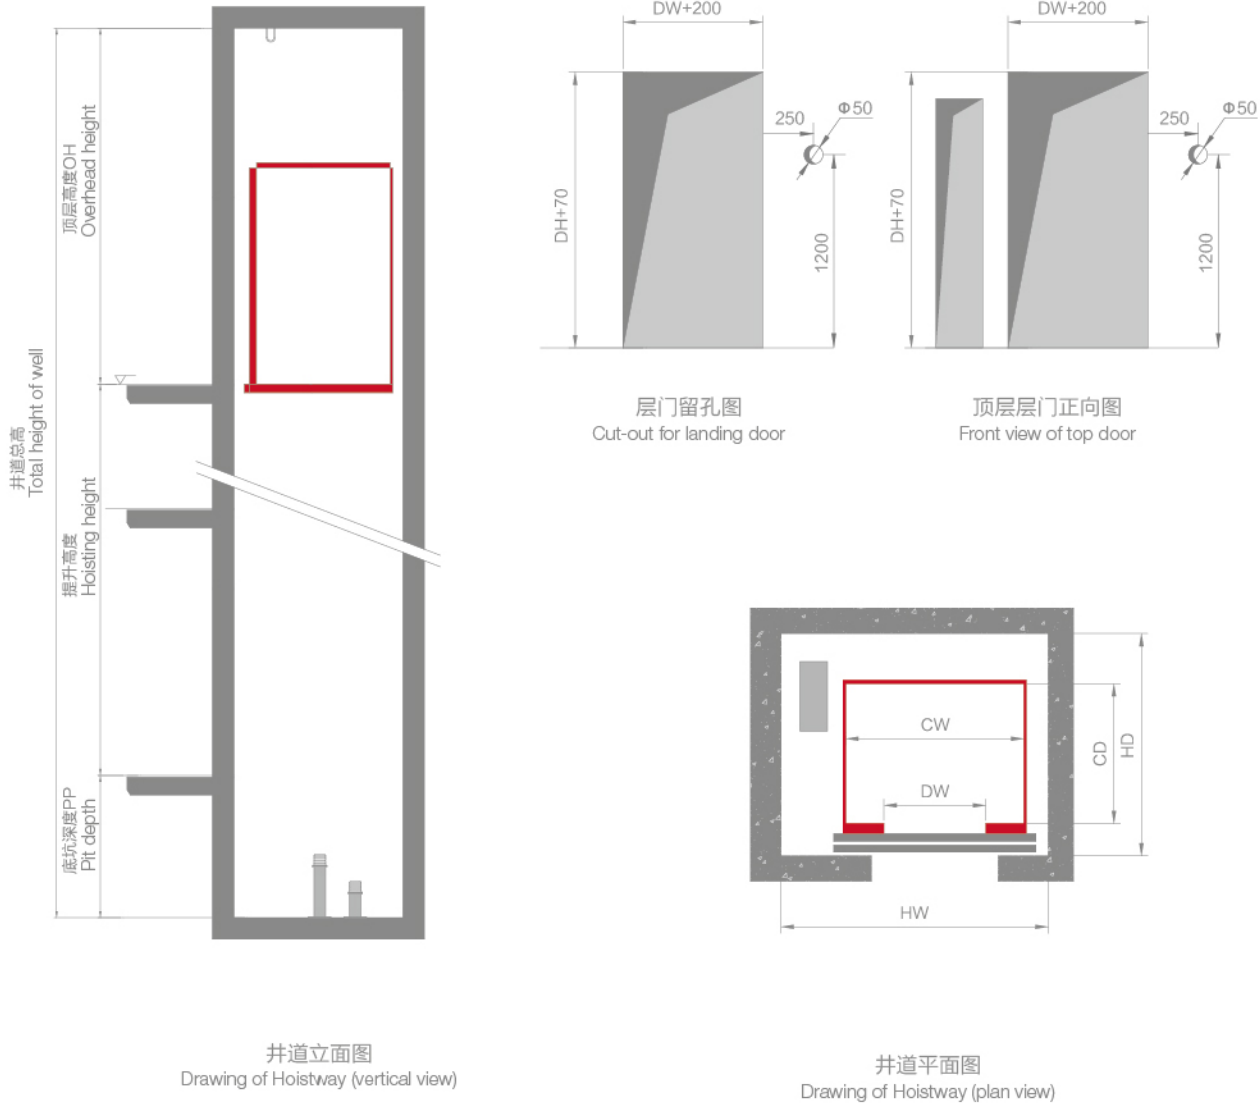 顶层高度OH
Overhead height
井道总高
Total height of well
提升高度
Hoisting height
底坑深度PP
Pit depth
井道立面图
Drawing of Hoistway (vertical view)
DW+200
DH+70
250
Φ50
1200
层门留孔图
Cut-out for landing door
DW+200
DH+70
250
Φ50
1200
顶层层门正向图
Front view of top door
CW
DW
CD
HD
HW
井道平面图
Drawing of Hoistway (plan view)